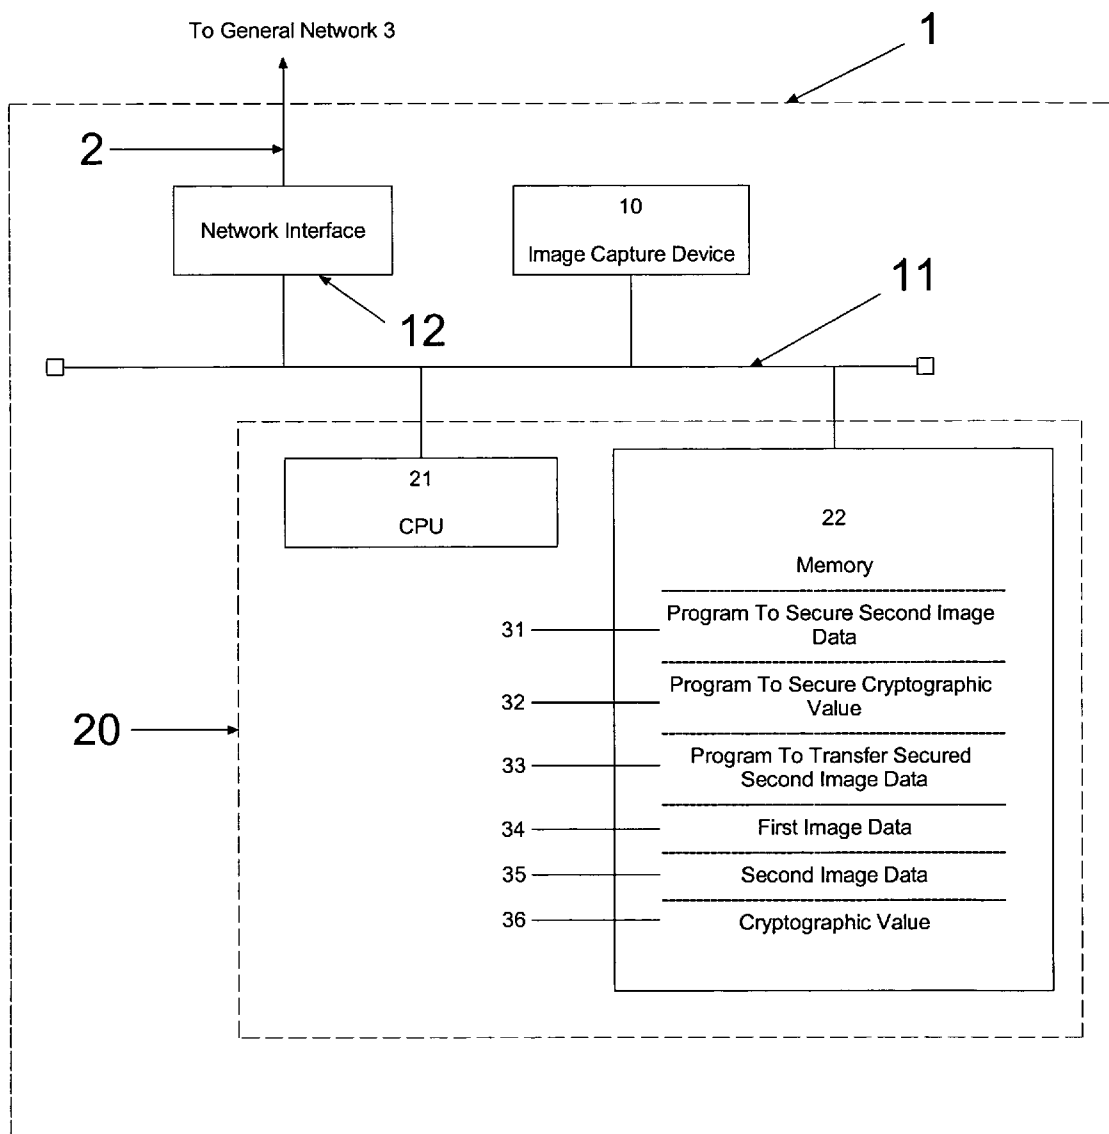 To General Network 3
1
2
Network Interface
10
Image Capture Device
12
11
21
CPU
22
Memory
31
Program To Secure Second Image
Data
32
Program To Secure Cryptographic
Value
20
33
Program To Transfer Secured
Second Image Data
34
First Image Data
35
Second Image Data
36
Cryptographic Value